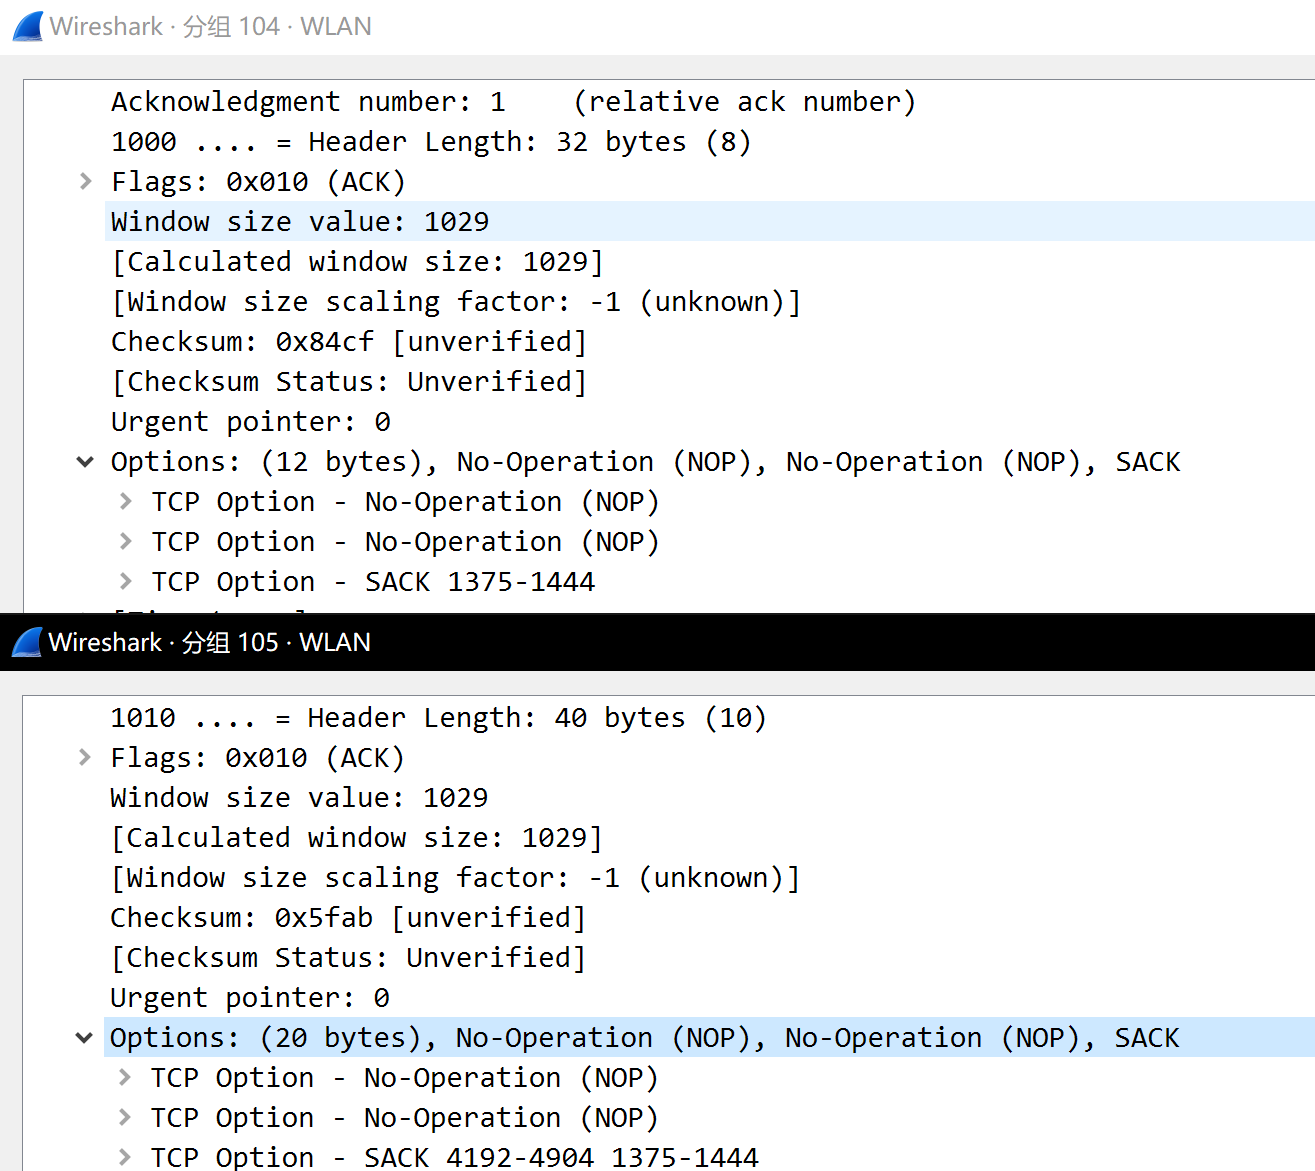 Wireshark · 分组 104 · WLAN
Acknowledgment number: 1    (relative ack number)
1000 .... = Header Length: 32 bytes (8)
Flags: 0x010 (ACK)
Window size value: 1029
[Calculated window size: 1029]
[Window size scaling factor: -1 (unknown)]
Checksum: 0x84cf [unverified]
[Checksum Status: Unverified]
Urgent pointer: 0
Options: (12 bytes), No-Operation (NOP), No-Operation (NOP), SACK
TCP Option - No-Operation (NOP)
TCP Option - No-Operation (NOP)
TCP Option - SACK 1375-1444
Wireshark · 分组 105 · WLAN
1010 .... = Header Length: 40 bytes (10)
Flags: 0x010 (ACK)
Window size value: 1029
[Calculated window size: 1029]
[Window size scaling factor: -1 (unknown)]
Checksum: 0x5fab [unverified]
[Checksum Status: Unverified]
Urgent pointer: 0
Options: (20 bytes), No-Operation (NOP), No-Operation (NOP), SACK
TCP Option - No-Operation (NOP)
TCP Option - No-Operation (NOP)
TCP Option - SACK 4192-4904 1375-1444